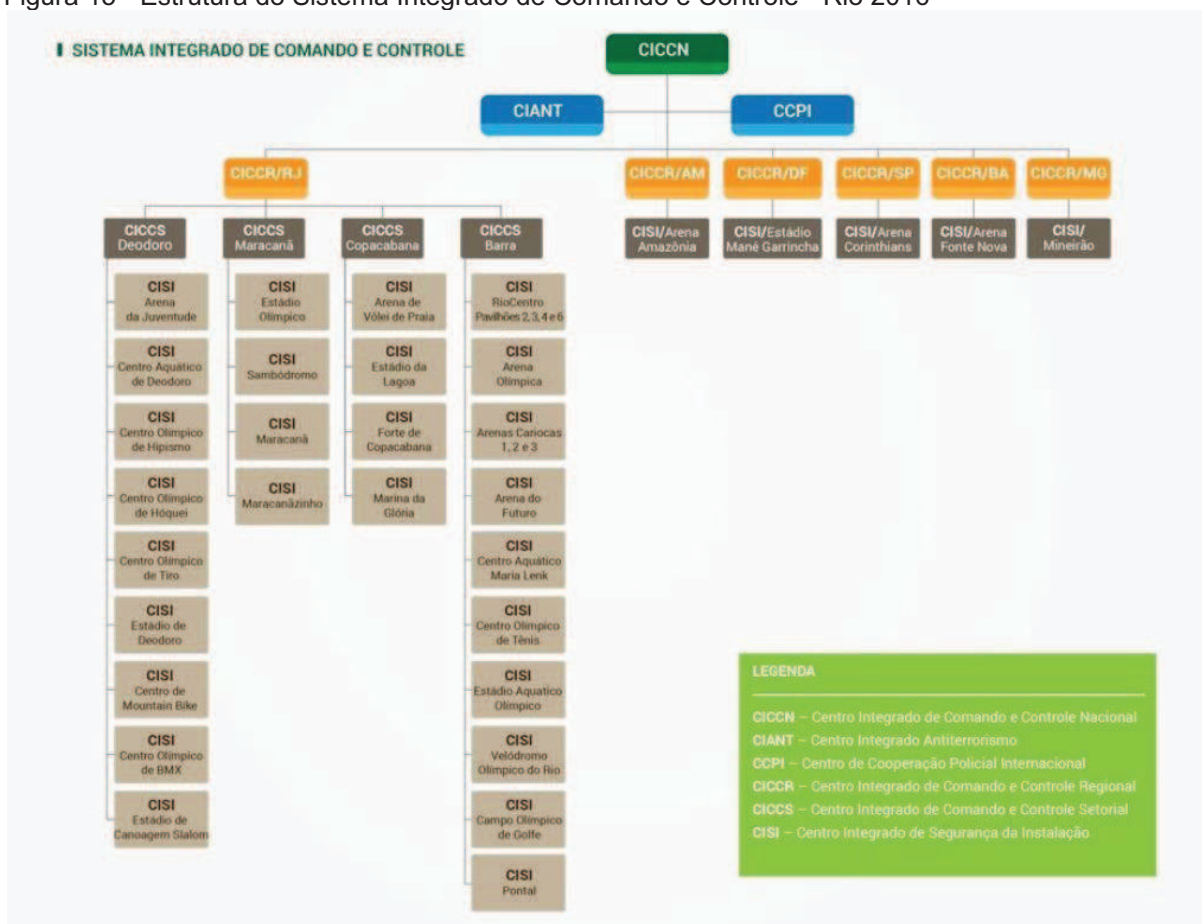 Figura 16 - Estrutura do Sistema Integrado de Comando e Controle - Rio 2016
SISTEMA INTEGRADO DE COMANDO E CONTROLE
CICCN
CIANT
CCPI
CICCR/RJ
CICCR/AM
CICCR/DF
CICCR/SP
CICCR/BA
CICCR/MG
CICCS
Deodoro
CICCS
Maracanã
CICCS
Copacabana
CICCS
Barra
CISI/Arena
Amazônia
CISI/Estádio
Mané Garrincha
CISI/Arena
Corinthians
CISI/Arena
Fonte Nova
CISI/
Mineirão
CISI
Arena
da Juventude
CISI
Centro Aquático
de Deodoro
CISI
Centro Olímpico
de Hipismo
CISI
Centro Olímpico
de Hóquei
CISI
Centro Olímpico
de Tiro
CISI
Estádio de
Deodoro
CISI
Centro de
Mountain Bike
CISI
Centro Olímpico
de BMX
CISI
Estádio de
Canoagem Slalom
CISI
Estádio
Olímpico
CISI
Sambódromo
CISI
Maracanã
CISI
Maracanãzinho
CISI
Arena de
Vôlei de Praia
CISI
Estádio da
Lagoa
CISI
Forte de
Copacabana
CISI
Marina da
Glória
CISI
RioCentro
Pavilhões 2, 3, 4 e 6
CISI
Arena
Olímpica
CISI
Arenas Cariocas
1, 2 e 3
CISI
Arena do
Futuro
CISI
Centro Aquático
Maria Lenk
CISI
Centro Olímpico
de Tênis
CISI
Estádio Aquatico
Olímpico
CISI
Velódromo
Olímpico do Rio
CISI
Campo Olímpico
de Golfe
CISI
Pontal
LEGENDA
CICCN – Centro Integrado de Comando e Controle Nacional
CIANT – Centro Integrado Antiterrorismo
CCPI – Centro de Cooperação Policial Internacional
CICCR – Centro Integrado de Comando e Controle Regional
CICCS – Centro Integrado de Comando e Controle Setorial
CISI – Centro Integrado de Segurança da Instalação